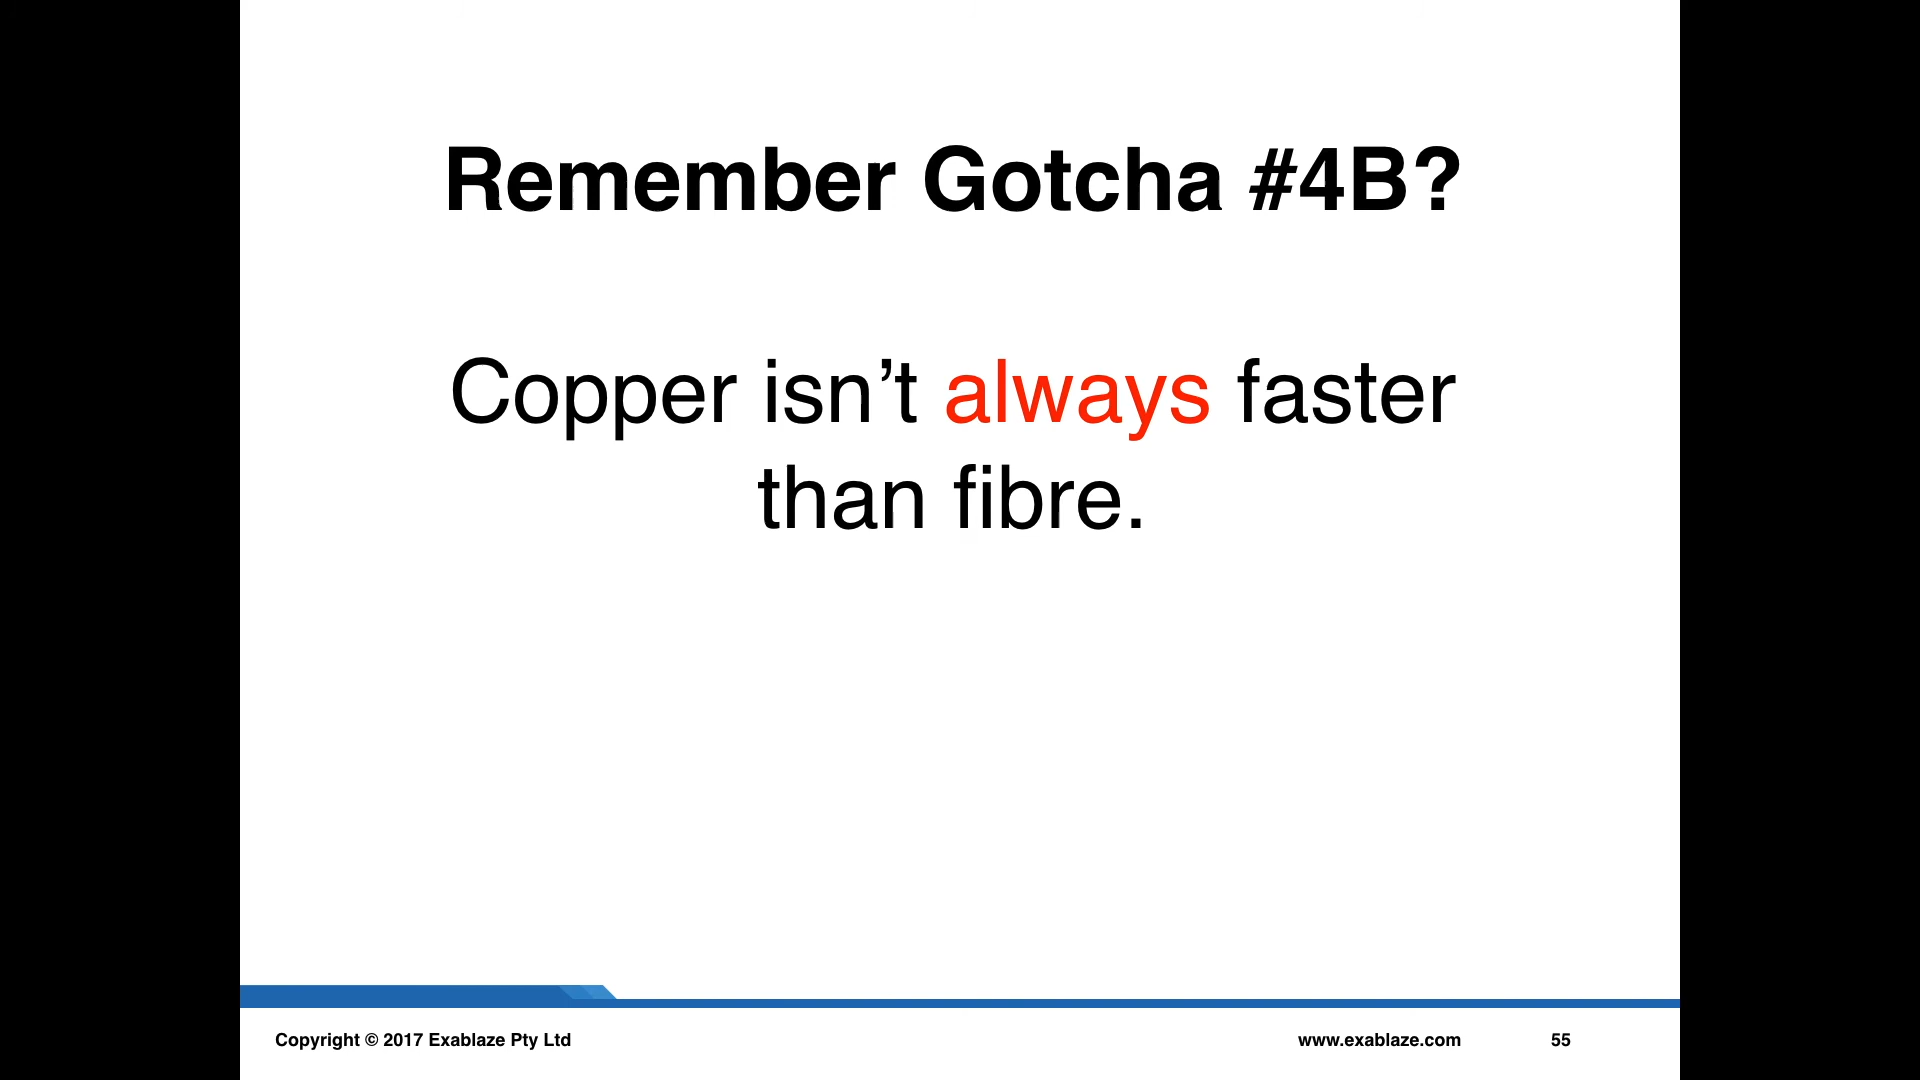 Remember Gotcha #4B?
Copper isn’t always faster
than fibre.
Copyright © 2017 Exablaze Pty Ltd
www.exablaze.com
55